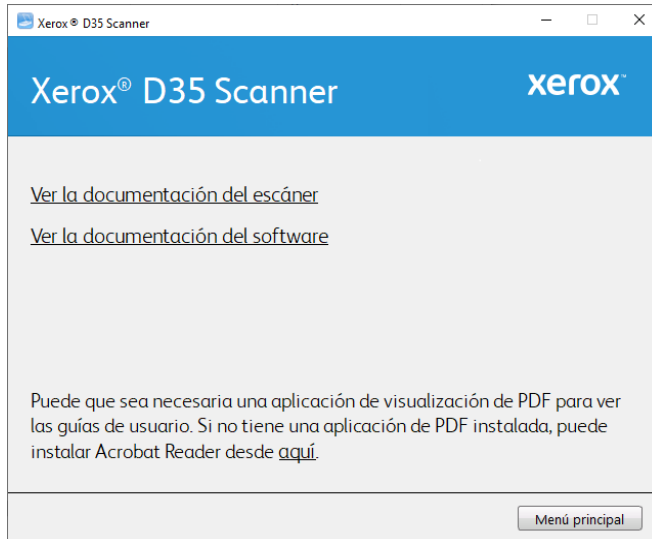 Xerox ® D35 Scanner
Xerox® D35 Scanner
xerox™
Ver la documentación del escáner
Ver la documentación del software
Puede que sea necesaria una aplicación de visualización de PDF para ver
las guías de usuario. Si no tiene una aplicación de PDF instalada, puede
instalar Acrobat Reader desde aquí.
Menú principal